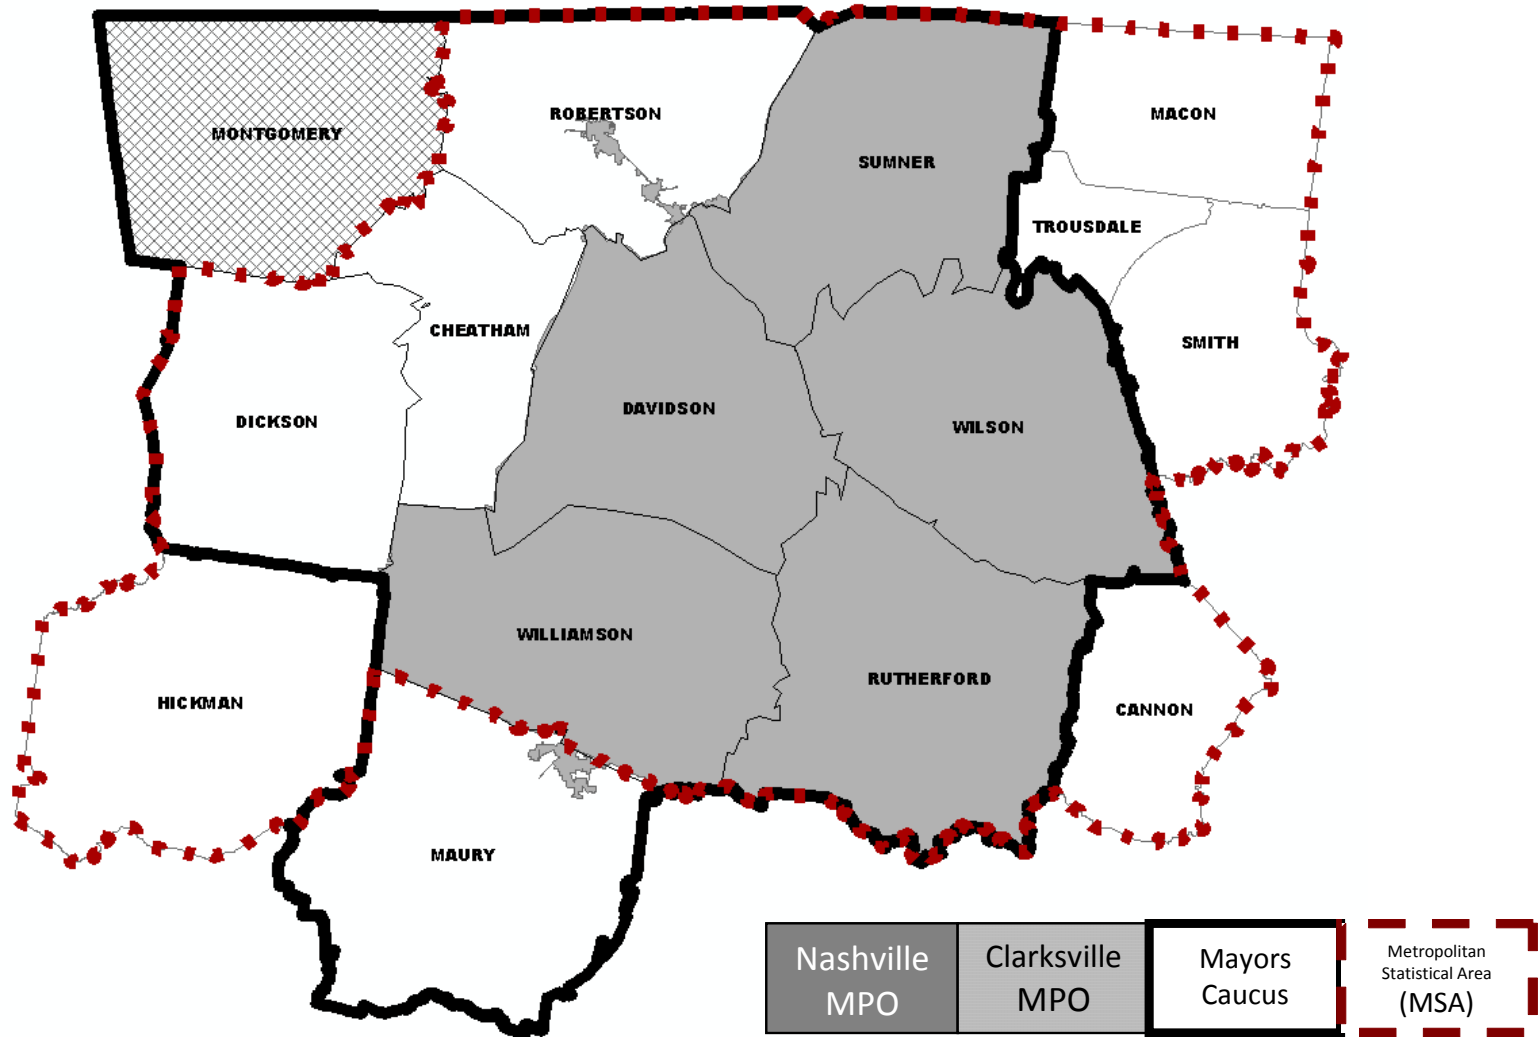 MONTGOMERY
ROBERTSON
SUMNER
MACON
TROUSDALE
CHEATHAM
SMITH
DICKSON
DAVIDSON
WILSON
WILLIAMSON
RUTHERFORD
HICKMAN
CANNON
MAURY
Nashville
MPO
Clarksville
MPO
Mayors
Caucus
Metropolitan
Statistical Area
(MSA)